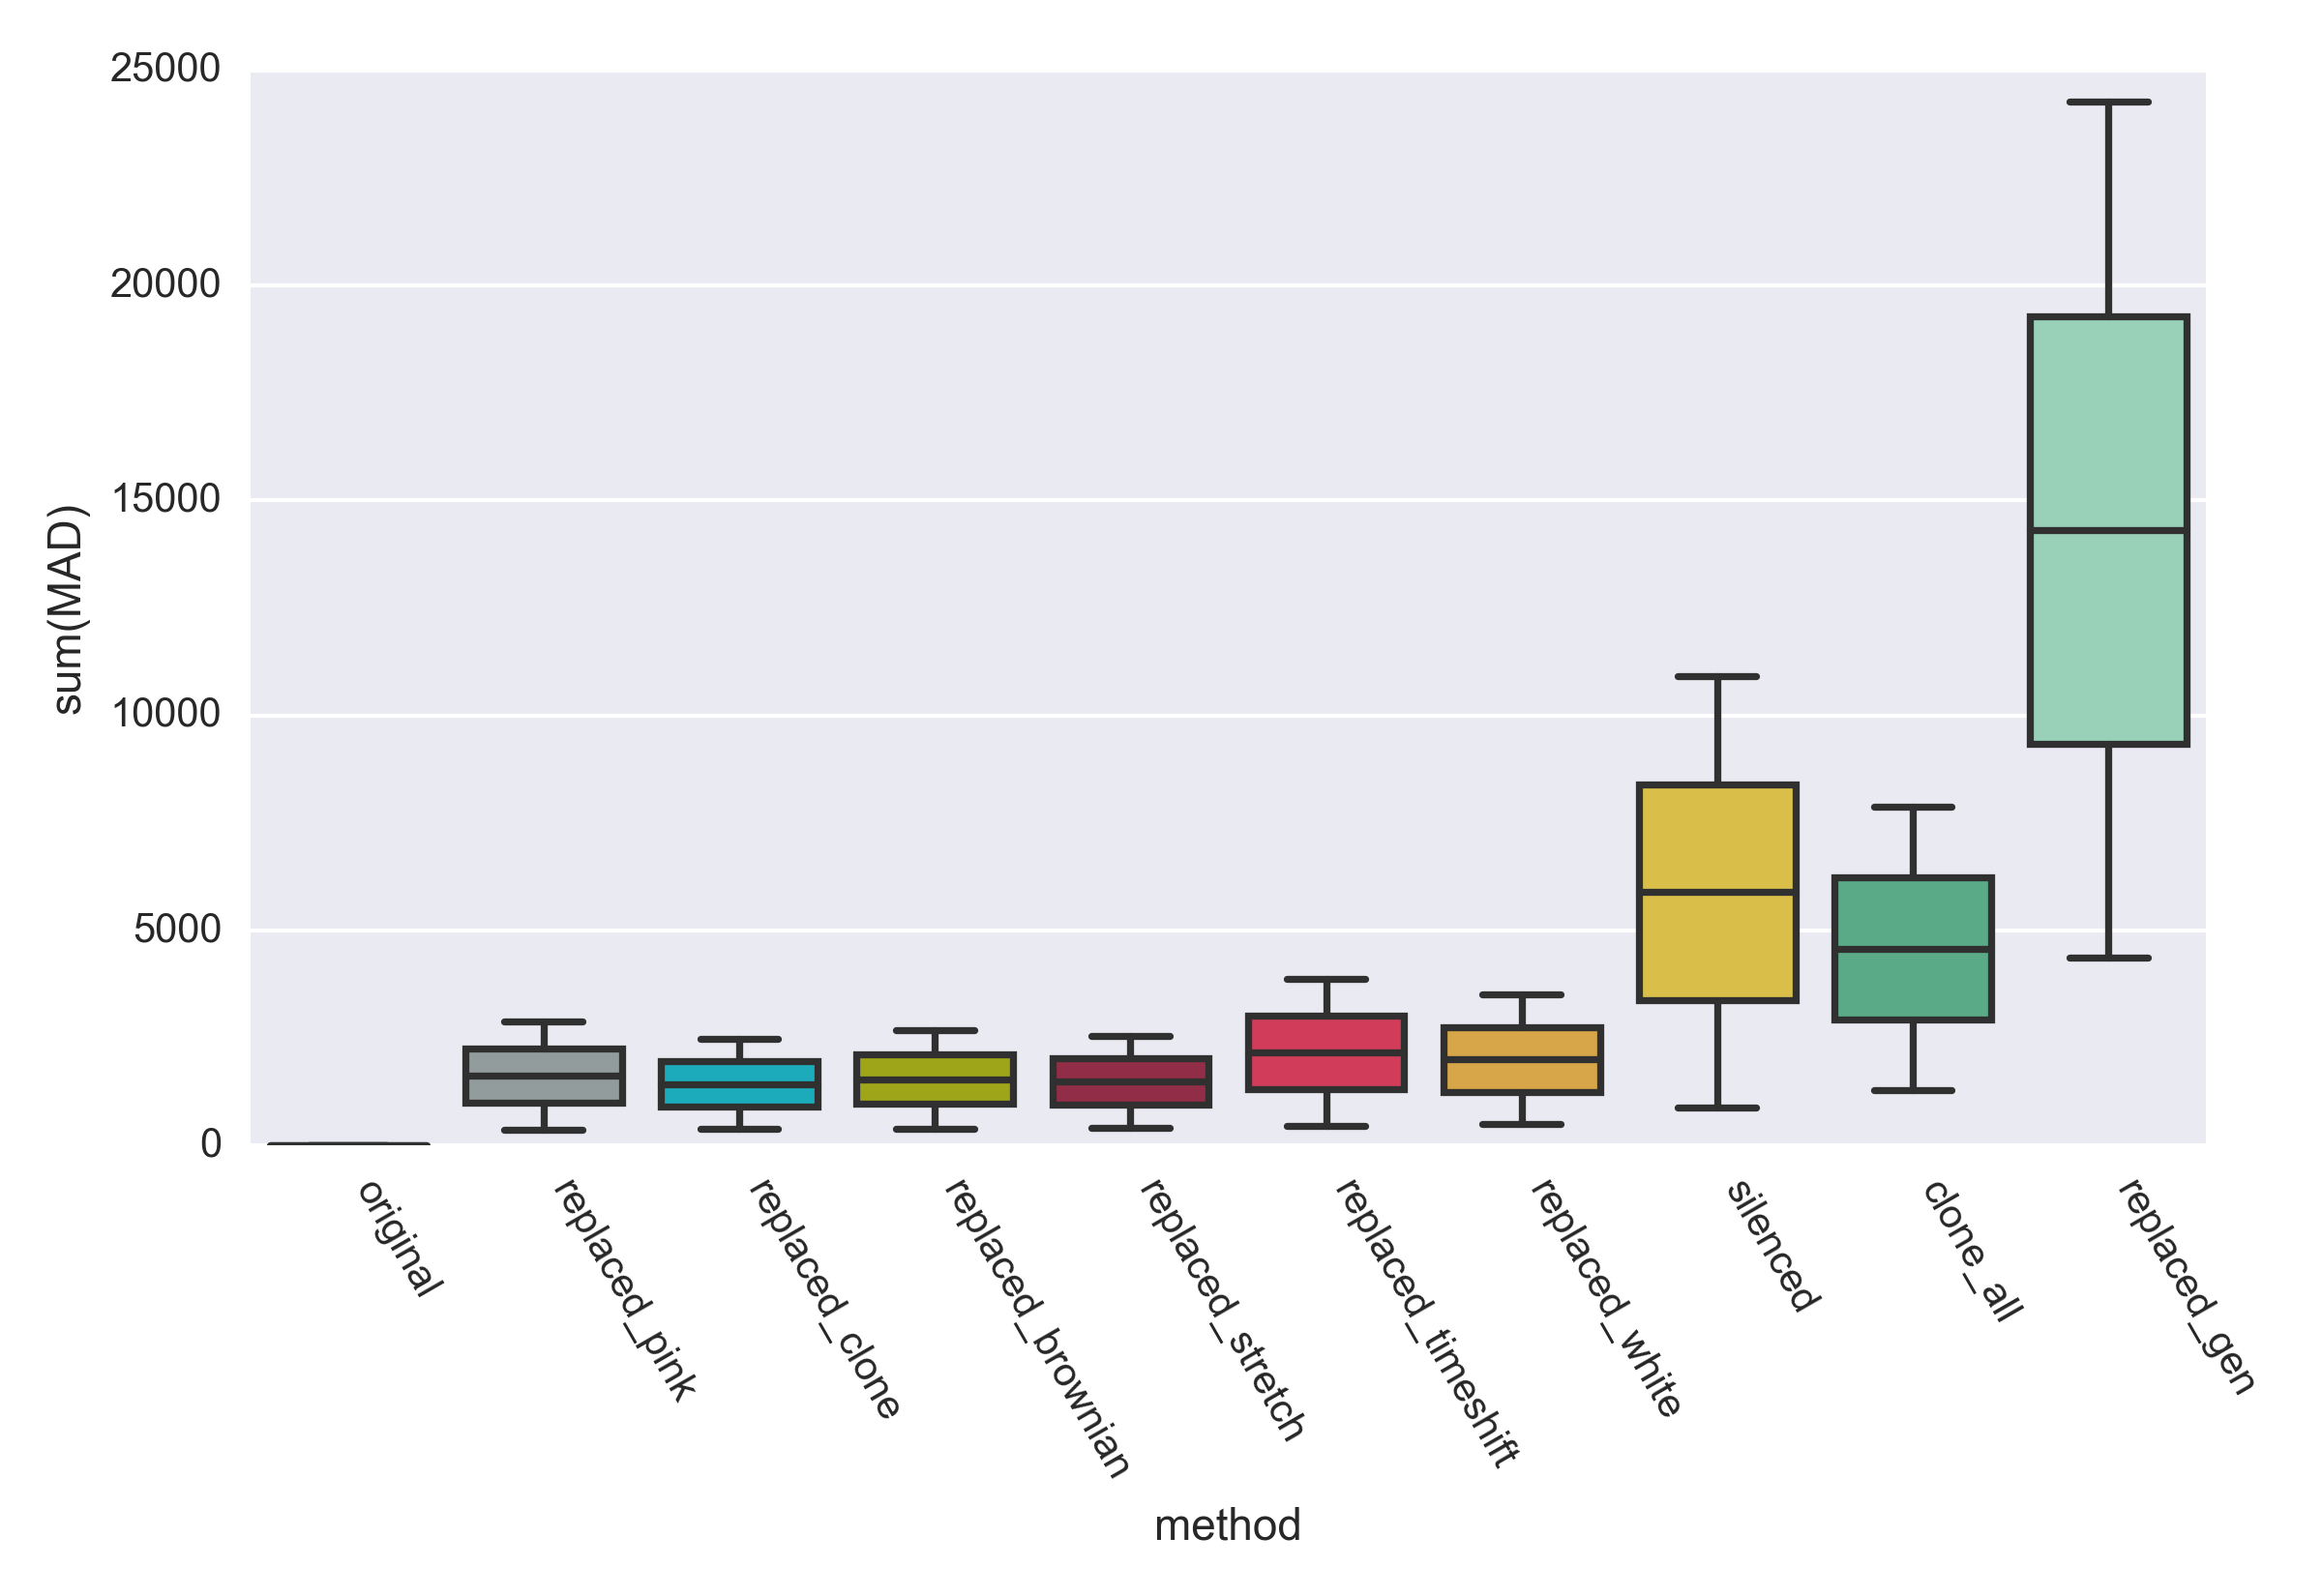 25000
20000
15000
10000
5000
0
sum(MAD)
original
replaced_pink
replaced_clone
replaced_brownian
replaced_stretch
replaced_timeshift
replaced_white
silenced
clone_all
replaced_gen
method